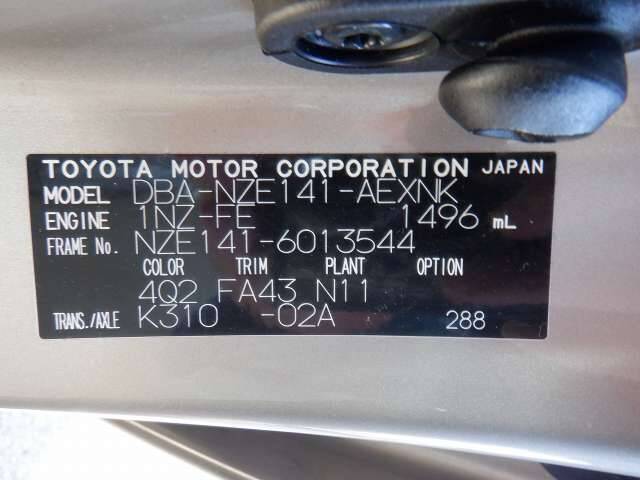 TOYOTA MOTOR CORPORATION JAPAN
MODEL DBA-NZE141-AEXNK
ENGINE 1NZ-FE 1496 mL
FRAME No. NZE141-6013544
COLOR TRIM PLANT OPTION
4Q2 FA43 N11
TRANS./AXLE K310 -02A 288